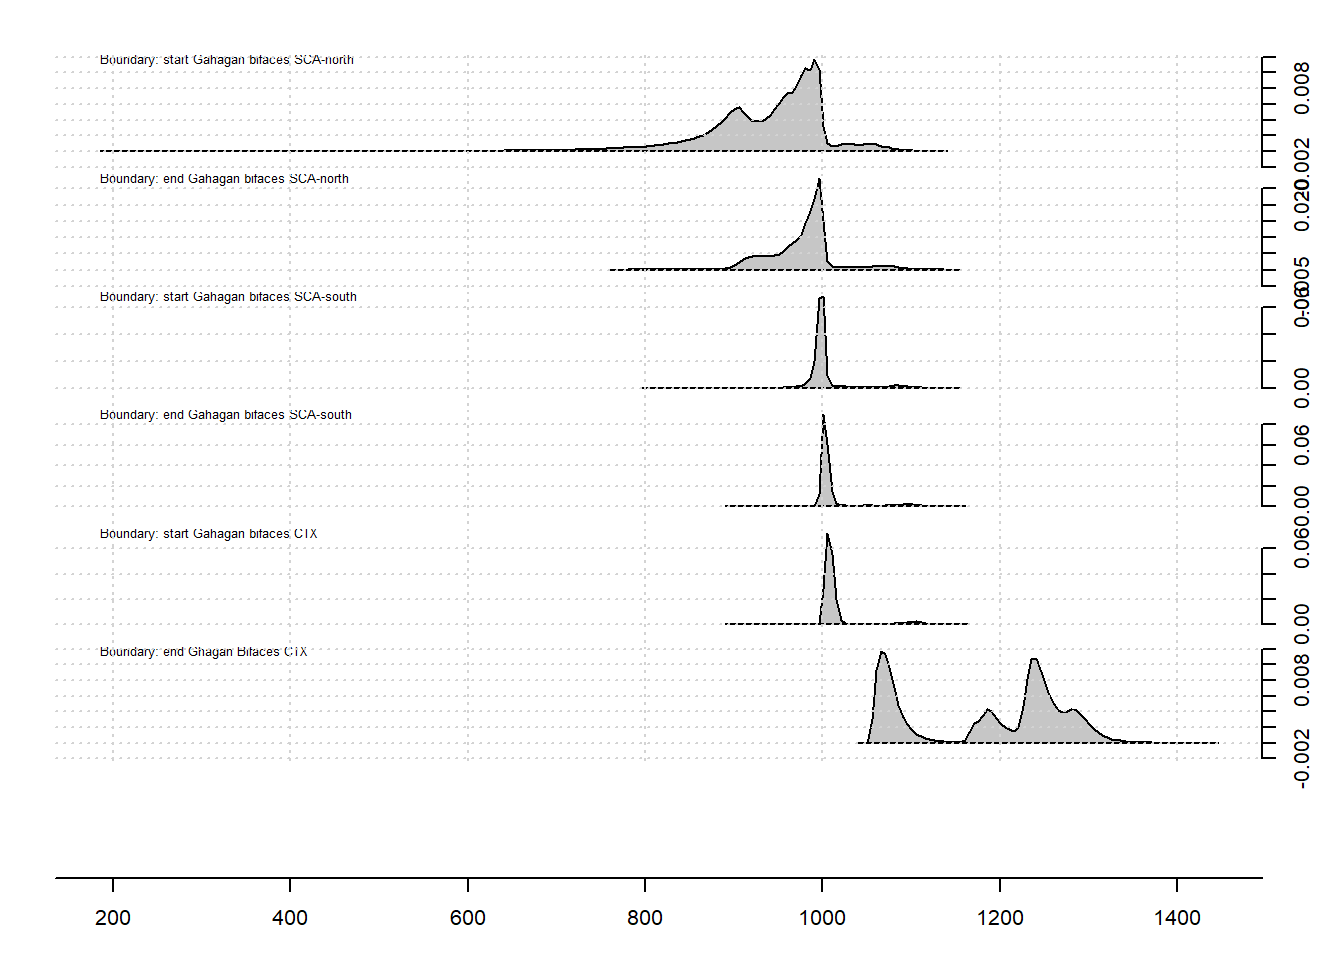 Boundary: start Gahagan bifaces SCA-north
0.008
-0.002
Boundary: end Gahagan bifaces SCA-north
0.020
-0.005
Boundary: start Gahagan bifaces SCA-south
0.06
0.00
Boundary: end Gahagan bifaces SCA-south
0.06
0.00
Boundary: start Gahagan bifaces CTX
0.06
0.00
Boundary: end Ghagan Bifaces CTX
0.008
-0.002
200 400 600 800 1000 1200 1400